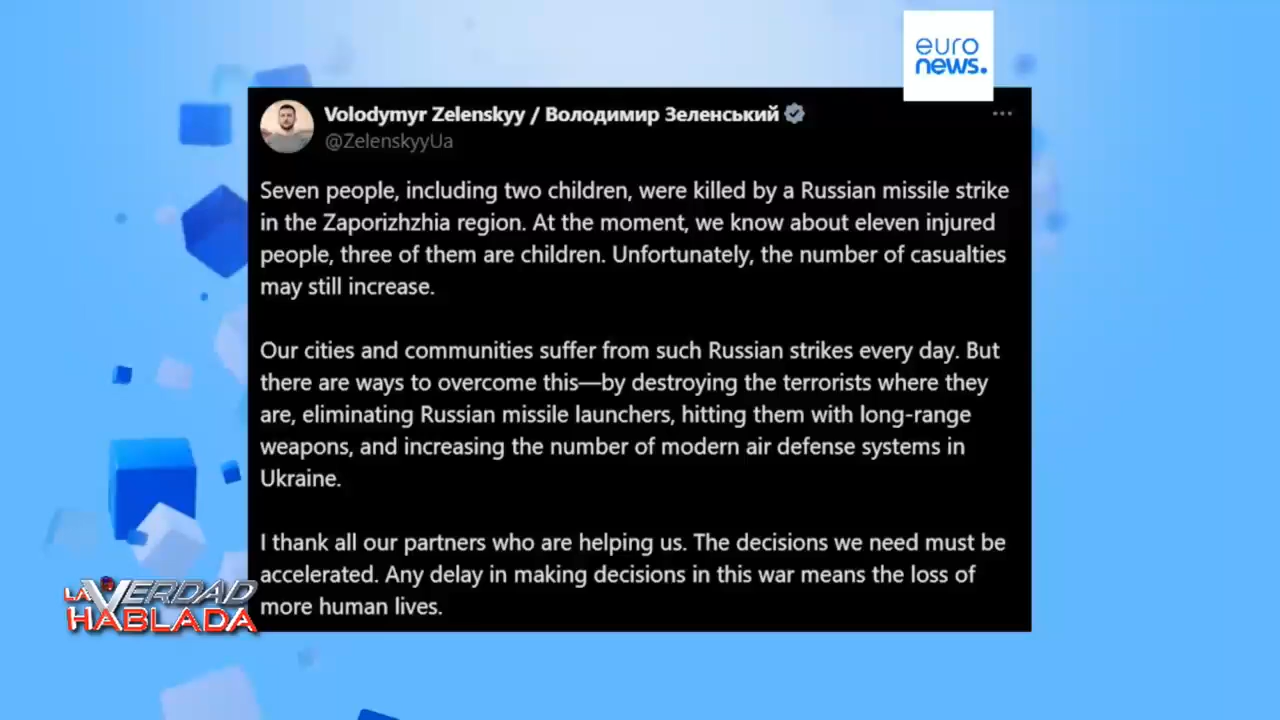 euro
news.
Volodymyr Zelenskyy / Володимир Зеленський
@ZelenskyyUa
Seven people, including two children, were killed by a Russian missile strike
in the Zaporizhzhia region. At the moment, we know about eleven injured
people, three of them are children. Unfortunately, the number of casualties
may still increase.
Our cities and communities suffer from such Russian strikes every day. But
there are ways to overcome this—by destroying the terrorists where they
are, eliminating Russian missile launchers, hitting them with long-range
weapons, and increasing the number of modern air defense systems in
Ukraine.
I thank all our partners who are helping us. The decisions we need must be
accelerated. Any delay in making decisions in this war means the loss of
more human lives.
LA VERDAD
HABLADA